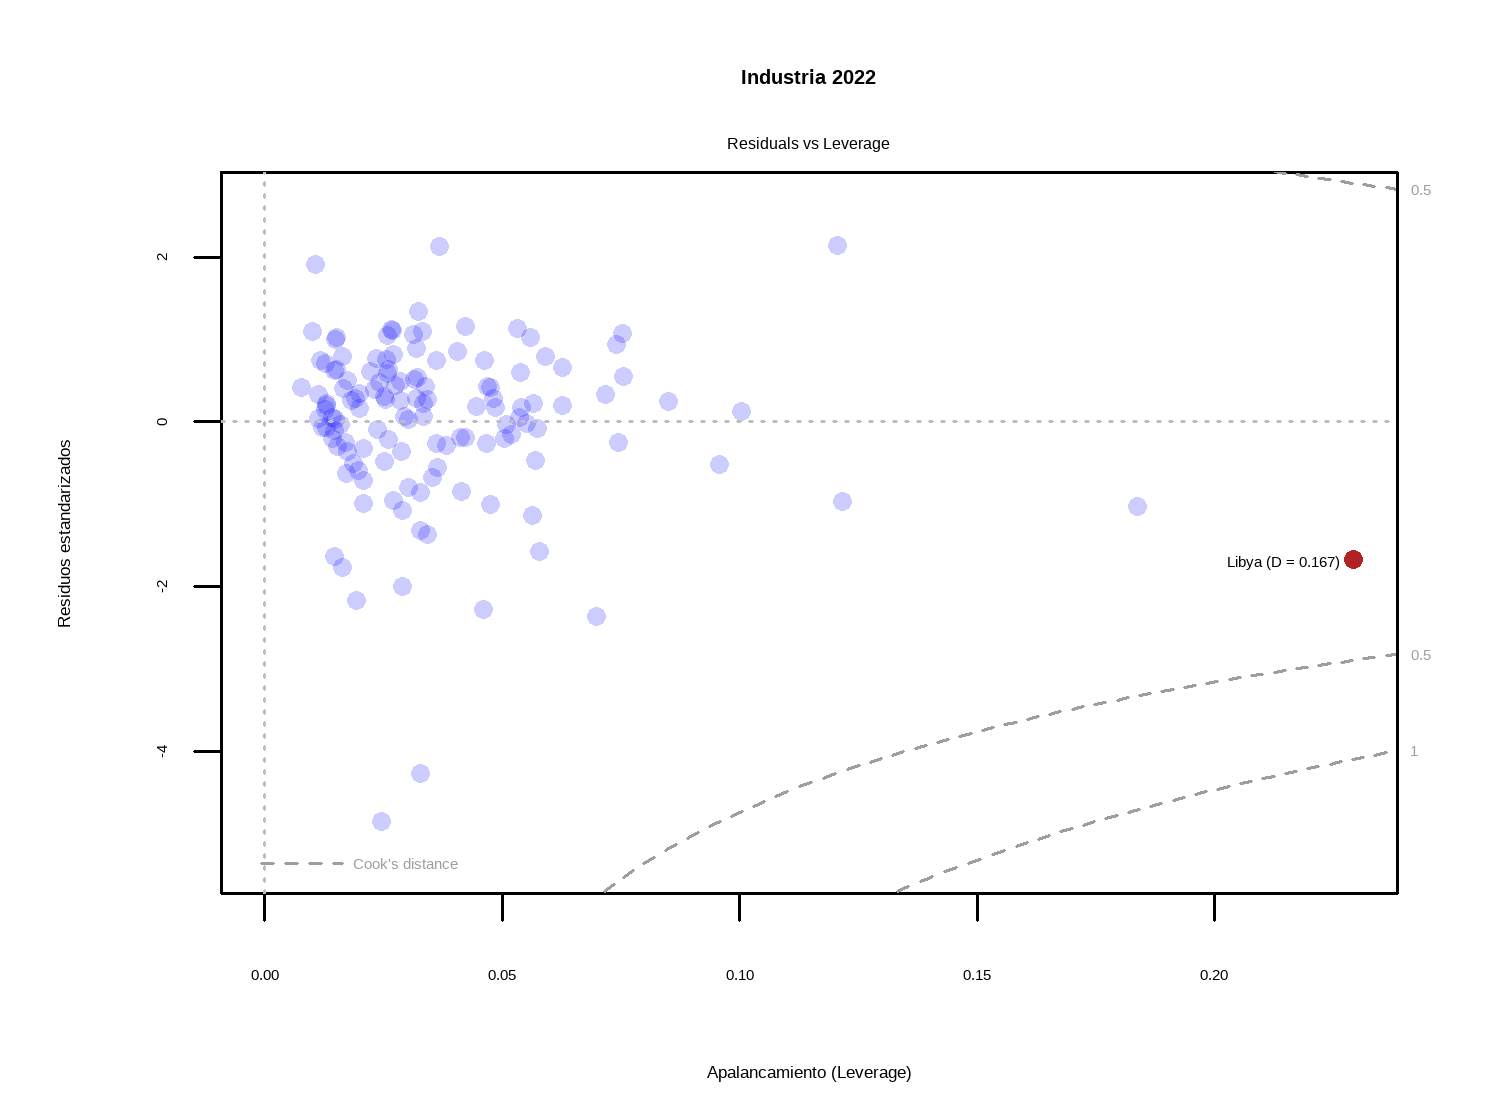 Industria 2022
Residuals vs Leverage
0.5
2
0
-2
-4
Residuos estandarizados
Libya (D = 0.167)
0.5
1
Cook's distance
0.00 0.05 0.10 0.15 0.20
Apalancamiento (Leverage)